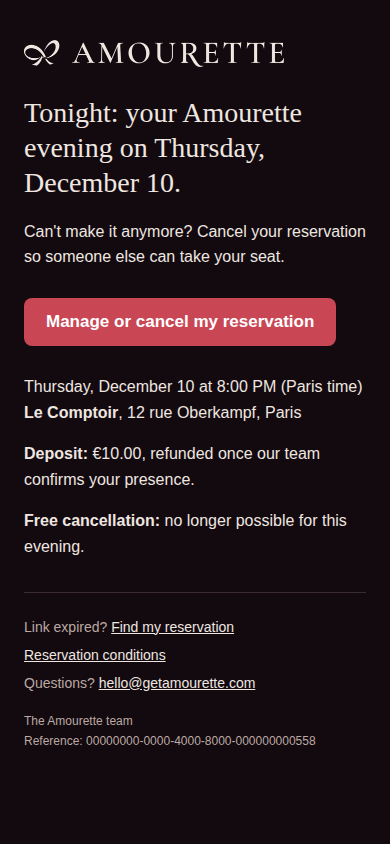 AMOURETTE
Tonight: your Amourette
evening on Thursday,
December 10.
Can't make it anymore? Cancel your reservation
so someone else can take your seat.
Manage or cancel my reservation
Thursday, December 10 at 8:00 PM (Paris time)
Le Comptoir, 12 rue Oberkampf, Paris
Deposit: €10.00, refunded once our team
confirms your presence.
Free cancellation: no longer possible for this
evening.
Link expired? Find my reservation
Reservation conditions
Questions? hello@getamourette.com
The Amourette team
Reference: 00000000-0000-4000-8000-000000000558